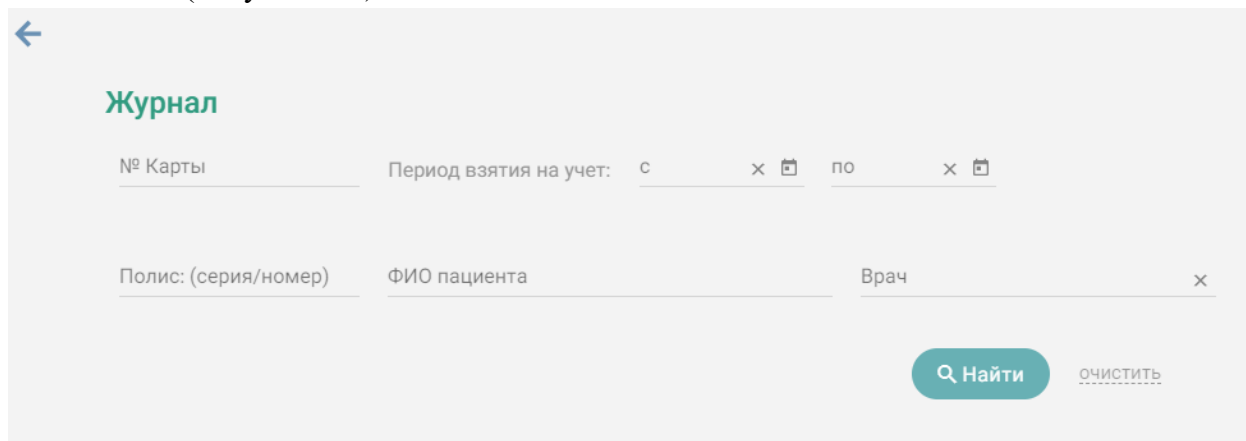 Журнал
№ Карты Период взятия на учет: с по
Полис: (серия/номер) ФИО пациента Врач
Найти очистить